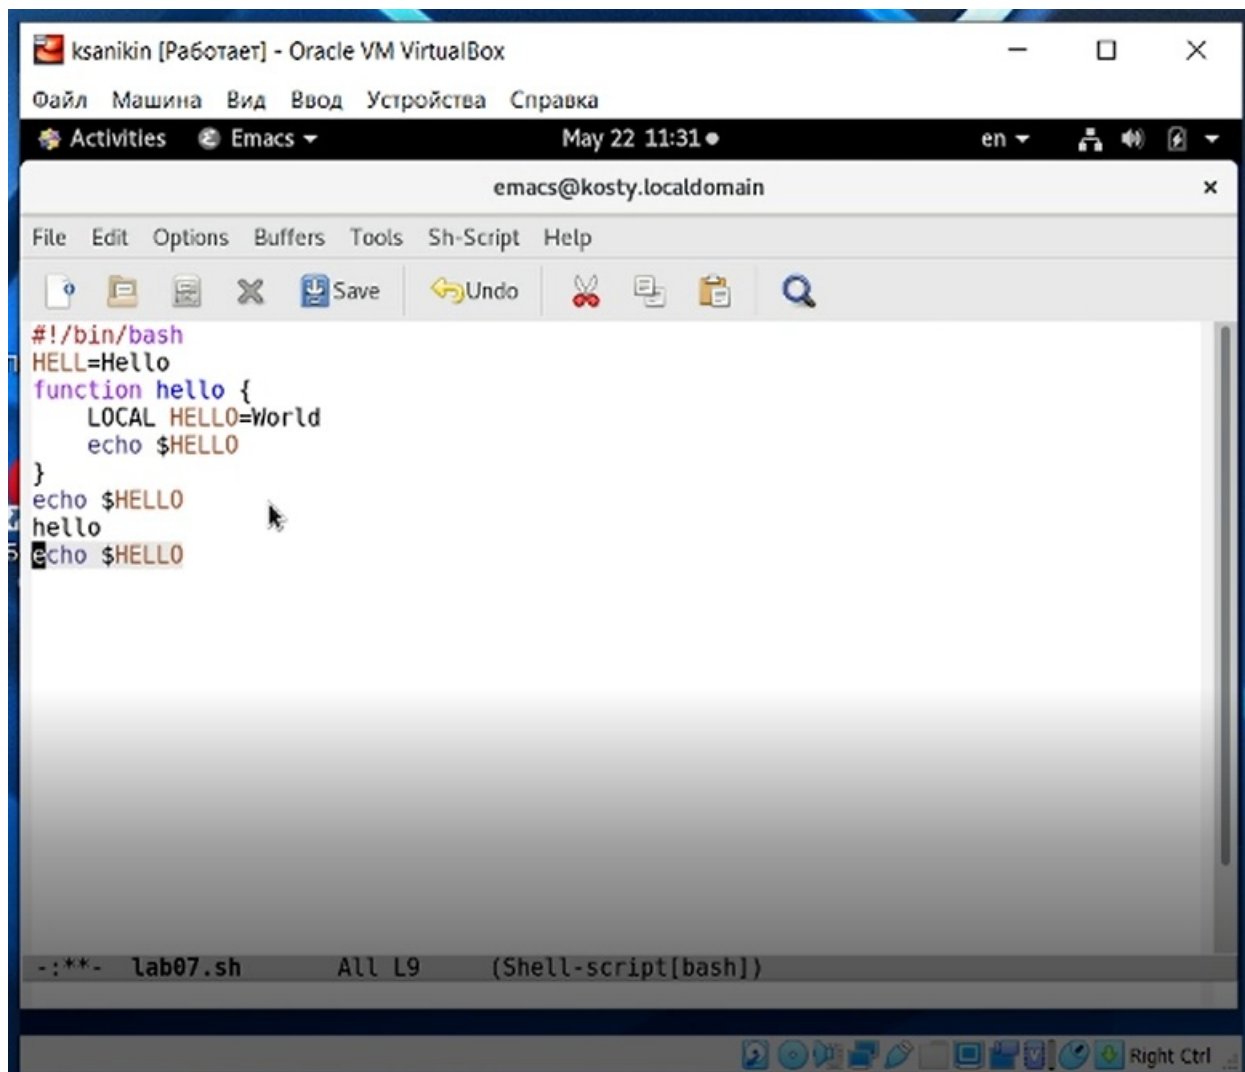 ksanikin [Работает] - Oracle VM VirtualBox
Файл Машина Вид Ввод Устройства Справка
Activities Emacs May 22 11:31 en
emacs@kosty.localdomain
File Edit Options Buffers Tools Sh-Script Help
Save Undo
#!/bin/bash
HELL=Hello
function hello {
    LOCAL HELLO=World
    echo $HELLO
}
echo $HELLO
hello
echo $HELLO
-:**- lab07.sh All L9 (Shell-script[bash])
Right Ctrl